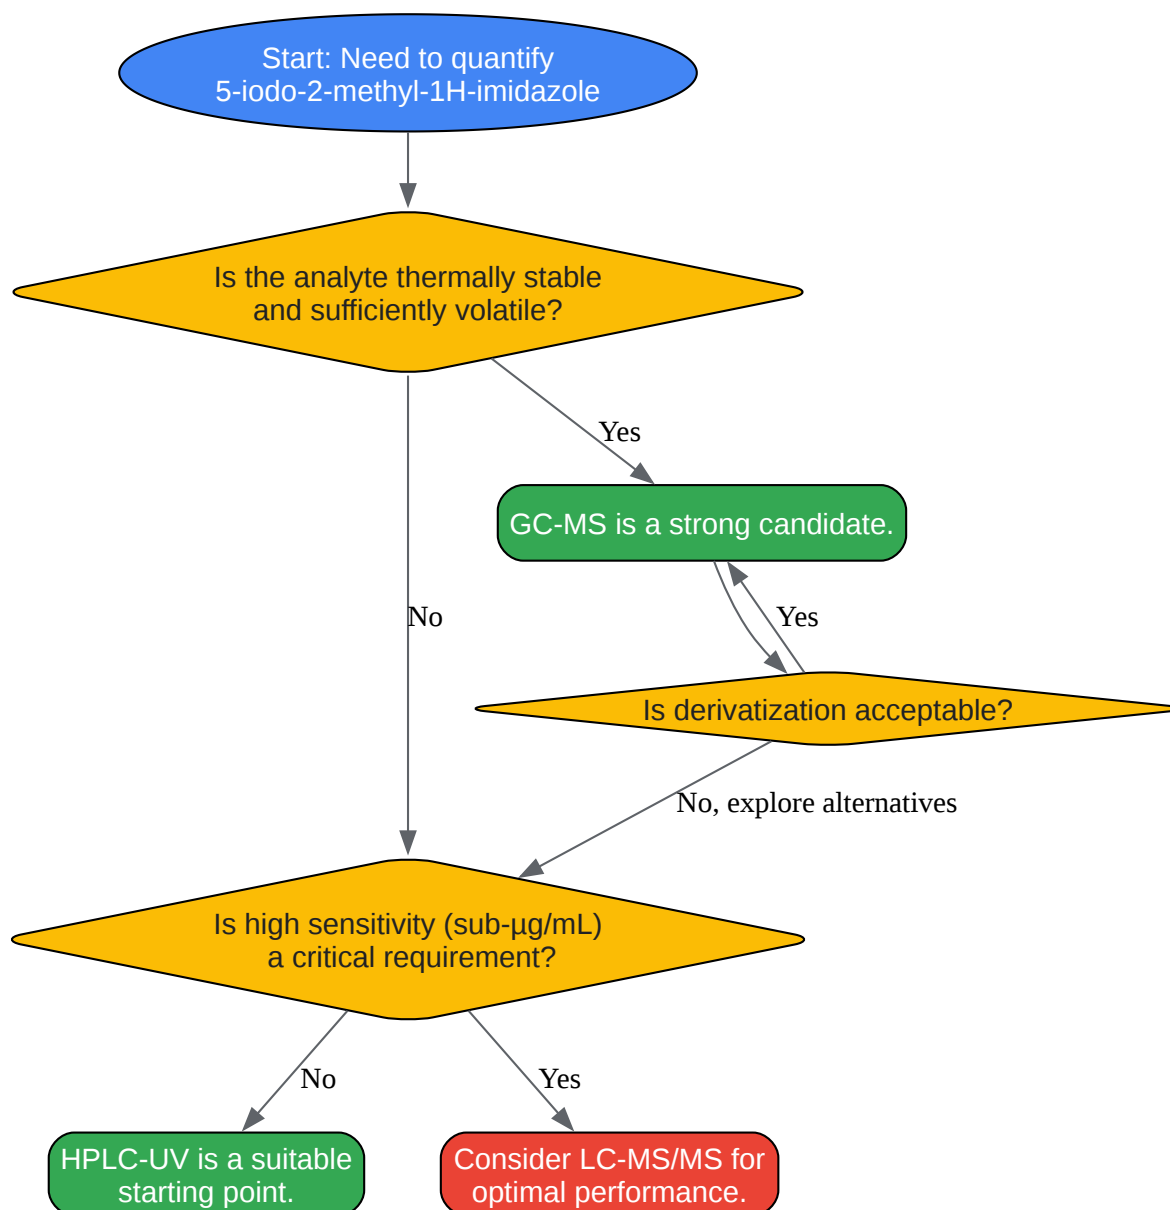 Start: Need to quantify
5-iodo-2-methyl-1H-imidazole
Is the analyte thermally stable
and sufficiently volatile?
Yes
GC-MS is a strong candidate.
No
Yes
Is derivatization acceptable?
No, explore alternatives
Is high sensitivity (sub-µg/mL)
a critical requirement?
No
Yes
HPLC-UV is a suitable
starting point.
Consider LC-MS/MS for
optimal performance.